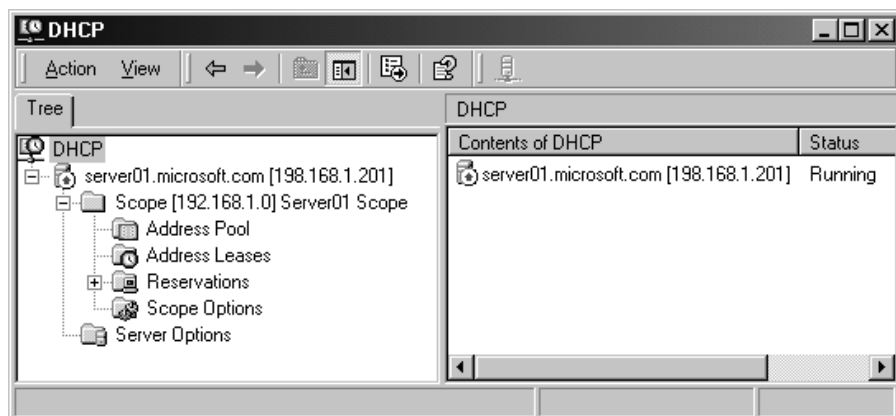 DHCP
Action View
Tree
DHCP
DHCP
server01.microsoft.com [198.168.1.201]
Scope [192.168.1.0] Server01 Scope
Address Pool
Address Leases
Reservations
Scope Options
Server Options
Contents of DHCP Status
server01.microsoft.com [198.168.1.201] Running